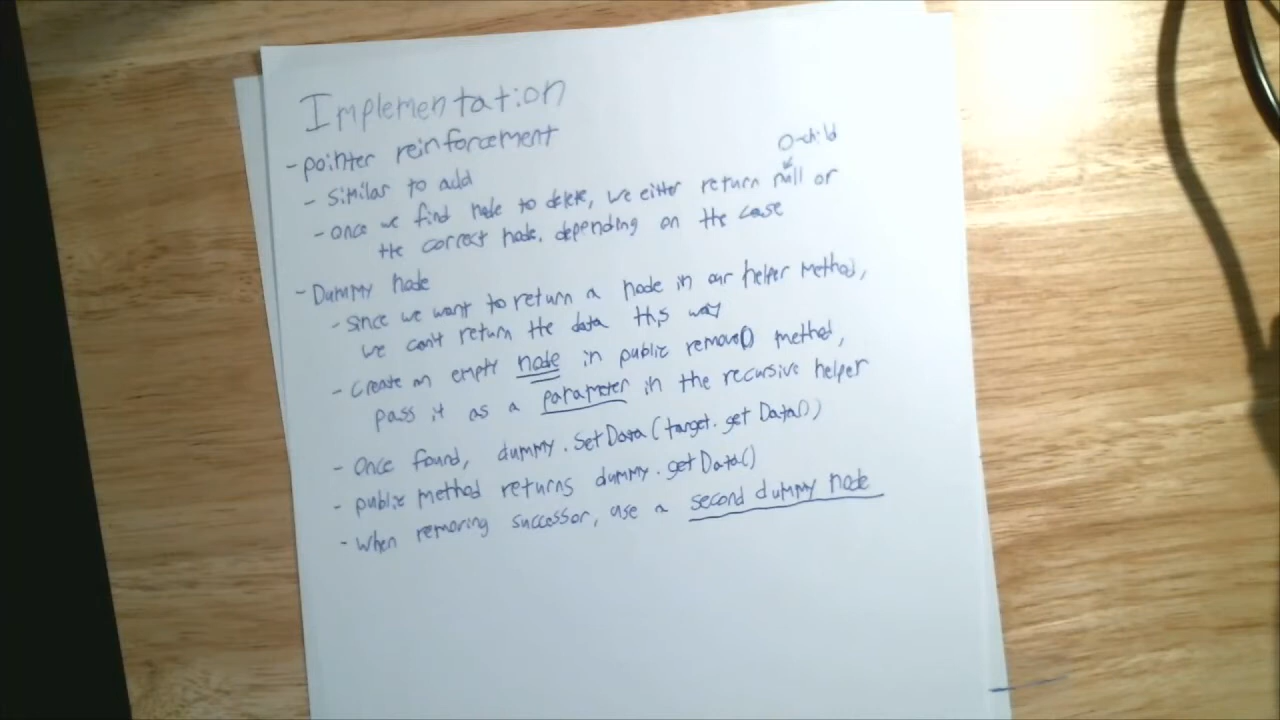 Implementation
- pointer reinforcement
- similar to add
0-child
- once we find node to delete, we either return null or
the correct node, depending on the case
- Dummy node
- since we want to return a node in our helper method,
we can't return the data this way
- create an empty node in public remove() method,
pass it as a parameter in the recursive helper
- Once found, dummy.setData(target.getData())
- public method returns dummy.getData()
- when removing successor, use a second dummy node